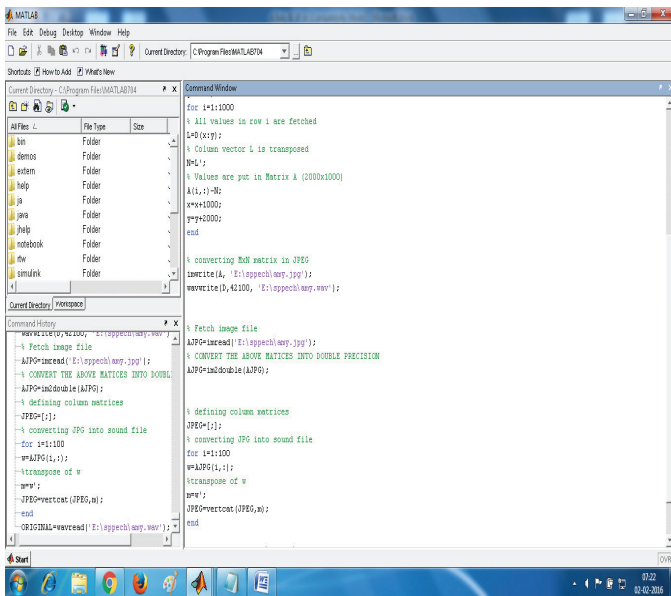 MATLAB
File Edit Debug Desktop Window Help
Current Directory: C:\Program Files\MATLAB704
Shortcuts How to Add What's New
Current Directory - C:\Program Files\MATLAB704
All Files File Type Size
bin Folder
demos Folder
extern Folder
help Folder
ja Folder
java Folder
jhelp Folder
notebook Folder
rtw Folder
simulink Folder
Current Directory Workspace
Command History
wavwrite(D,42100, 'E:\sppech\amy.wav')
% Fetch image file
AJPG=imread('E:\sppech\amy.jpg');
% CONVERT THE ABOVE MATICES INTO DOUBL
AJPG=im2double(AJPG);
% defining column matrices
JPEG=[;];
% converting JPG into sound file
for i=1:100
w=AJPG(i,:);
%transpose of w
m=w';
JPEG=vertcat(JPEG,m);
end
ORIGINAL=wavread('E:\sppech\amy.wav');
Command Window
for i=1:1000
% All values in row i are fetched
L=D(x:y);
% Column vector L is transposed
N=L';
% Values are put in Matrix A (2000x1000)
A(i,:)=N;
x=x+1000;
y=y+2000;
end
% converting MxN matrix in JPEG
imwrite(A, 'E:\sppech\amy.jpg');
wavwrite(D,42100, 'E:\sppech\amy.wav');
% Fetch image file
AJPG=imread('E:\sppech\amy.jpg');
% CONVERT THE ABOVE MATICES INTO DOUBLE PRECISION
AJPG=im2double(AJPG);
% defining column matrices
JPEG=[;];
% converting JPG into sound file
for i=1:100
w=AJPG(i,:);
%transpose of w
m=w';
JPEG=vertcat(JPEG,m);
end
Start
OVR
07:22
02-02-2016